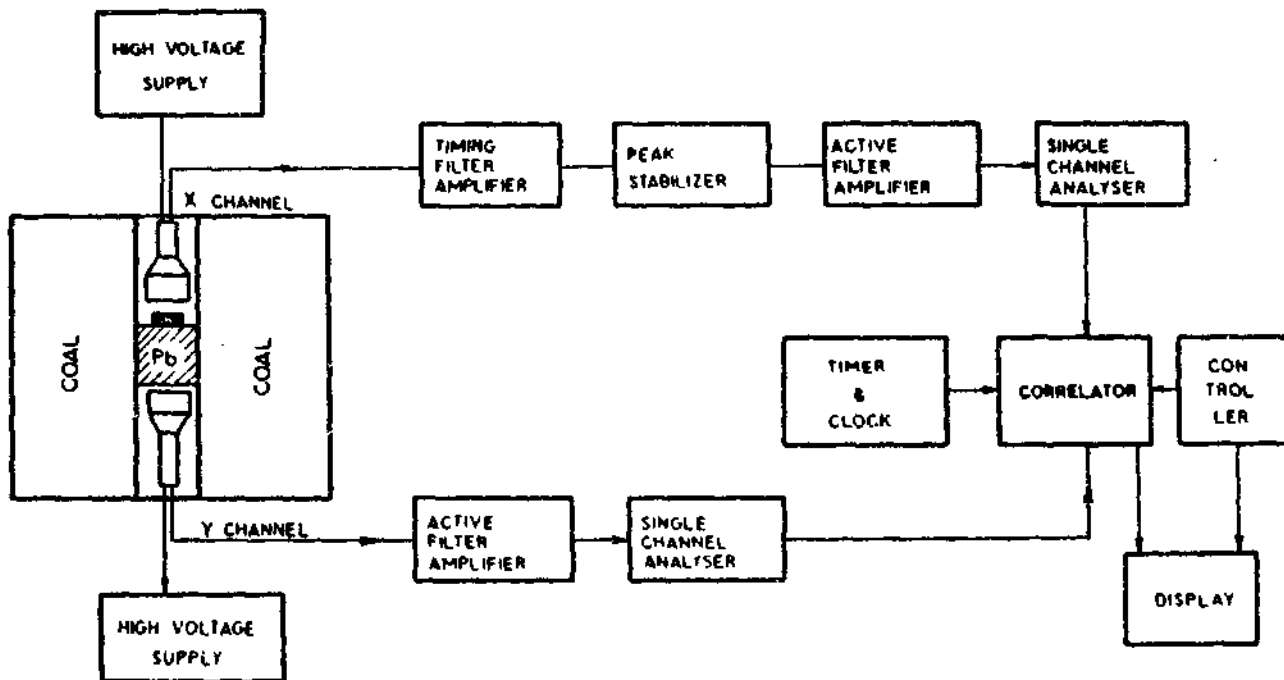 HIGH VOLTAGE
SUPPLY
TIMING
FILTER
AMPLIFIER
PEAK
STABILIZER
ACTIVE
FILTER
AMPLIFIER
SINGLE
CHANNEL
ANALYSER
X CHANNEL
COAL
Pb
COAL
TIMER
&
CLOCK
CORRELATOR
CON
TROL
LER
Y CHANNEL
ACTIVE
FILTER
AMPLIFIER
SINGLE
CHANNEL
ANALYSER
DISPLAY
HIGH VOLTAGE
SUPPLY